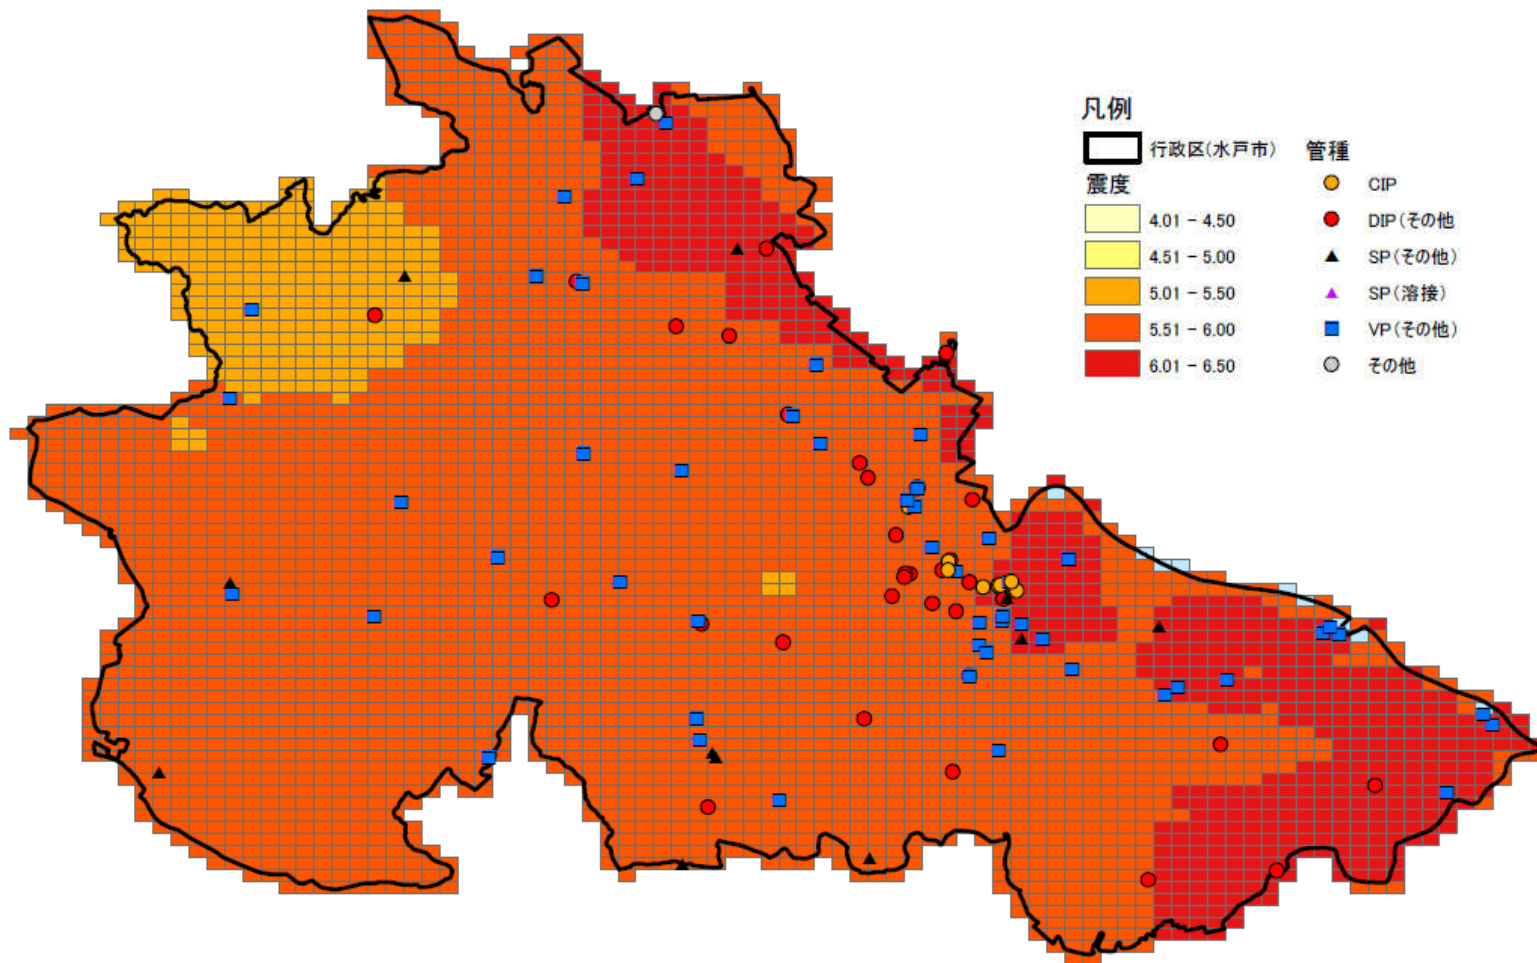 凡例
行政区(水戸市)
震度
4.01 - 4.50
4.51 - 5.00
5.01 - 5.50
5.51 - 6.00
6.01 - 6.50
管種
CIP
DIP(その他
SP(その他)
SP(溶接)
VP(その他)
その他